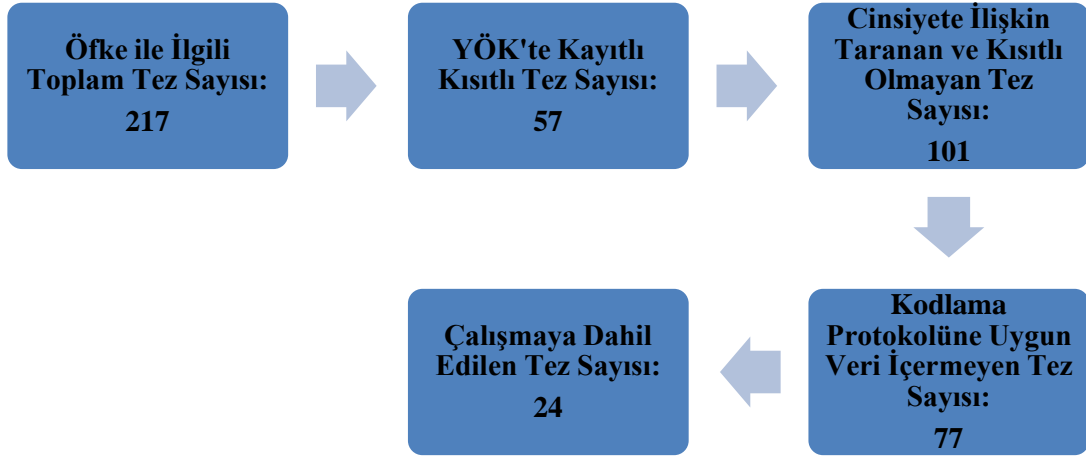 Öfke ile İlgili
Toplam Tez Sayısı:
217
YÖK'te Kayıtlı
Kısıtlı Tez Sayısı:
57
Cinsiyete İlişkin
Taranan ve Kısıtlı
Olmayan Tez
Sayısı:
101
Kodlama
Protokolüne Uygun
Veri İçermeyen Tez
Sayısı:
77
Çalışmaya Dahil
Edilen Tez Sayısı:
24